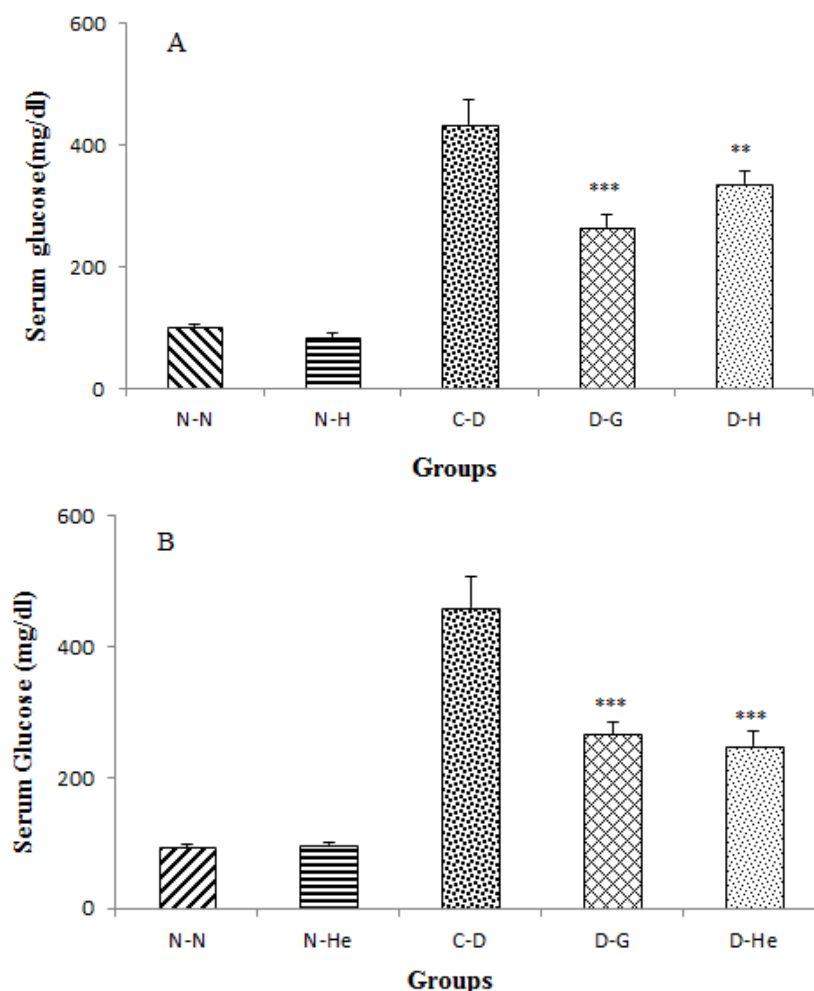 A
Serum glucose(mg/dl)
600
400
200
0
***
**
N-N N-H C-D D-G D-H
Groups
B
Serum Glucose (mg/dl)
600
400
200
0
***
***
N-N N-He C-D D-G D-He
Groups